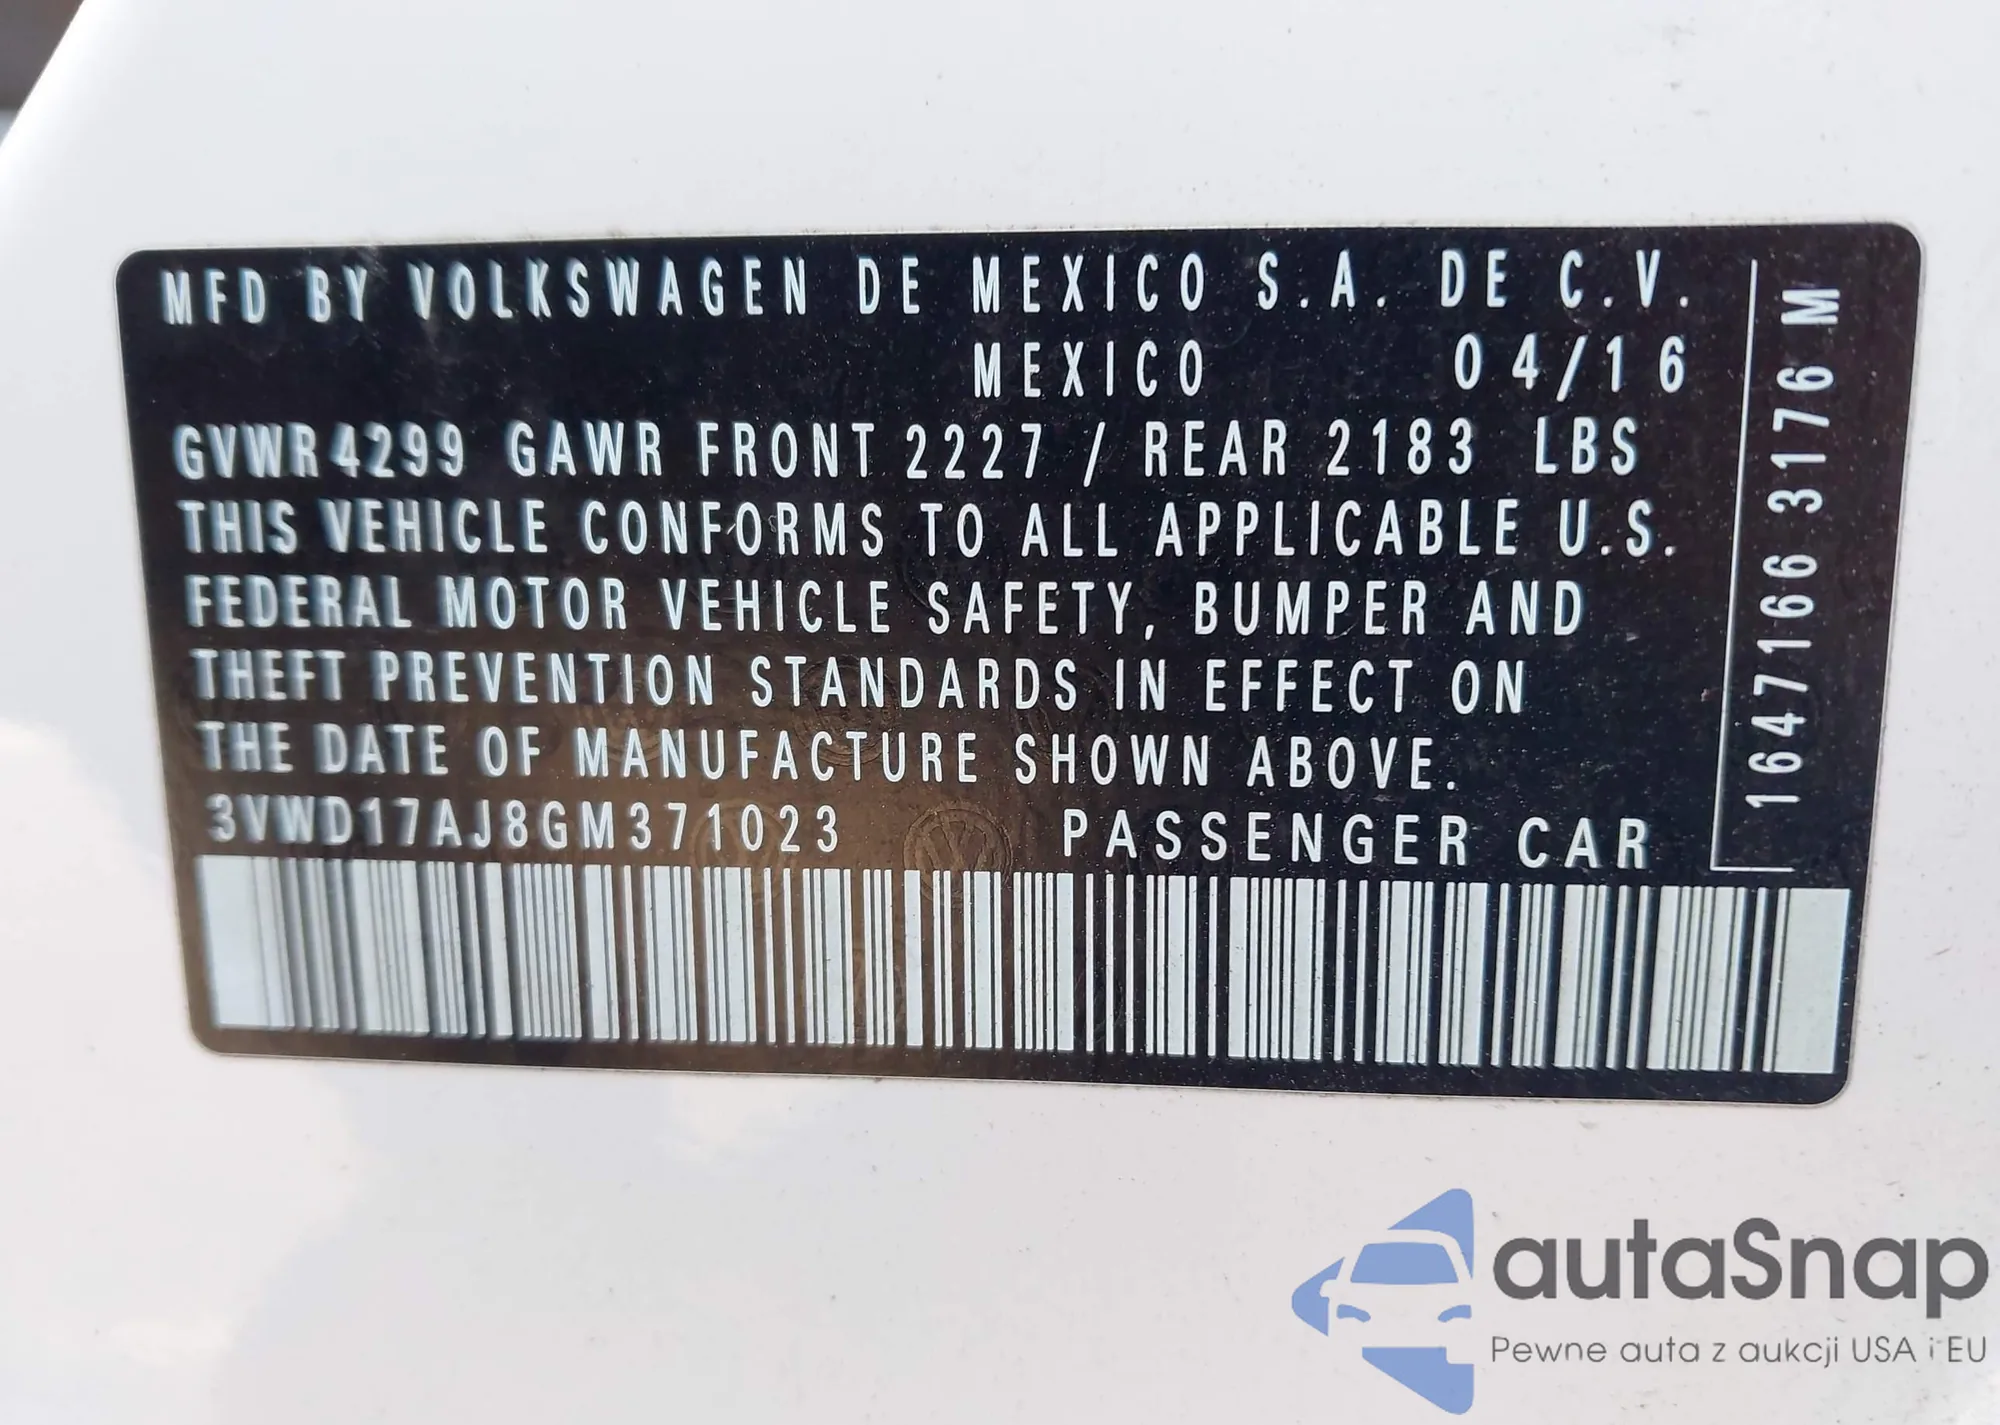 MFD BY VOLKSWAGEN DE MEXICO S.A. DE C.V.
MEXICO 04/16
GVWR 4299 GAWR FRONT 2227 / REAR 2183 LBS
THIS VEHICLE CONFORMS TO ALL APPLICABLE U.S.
FEDERAL MOTOR VEHICLE SAFETY, BUMPER AND
THEFT PREVENTION STANDARDS IN EFFECT ON
THE DATE OF MANUFACTURE SHOWN ABOVE.
3VWD17AJ8GM371023 PASSENGER CAR
1647166 3176 M
autaSnap
Pewne auta z aukcji USA i EU